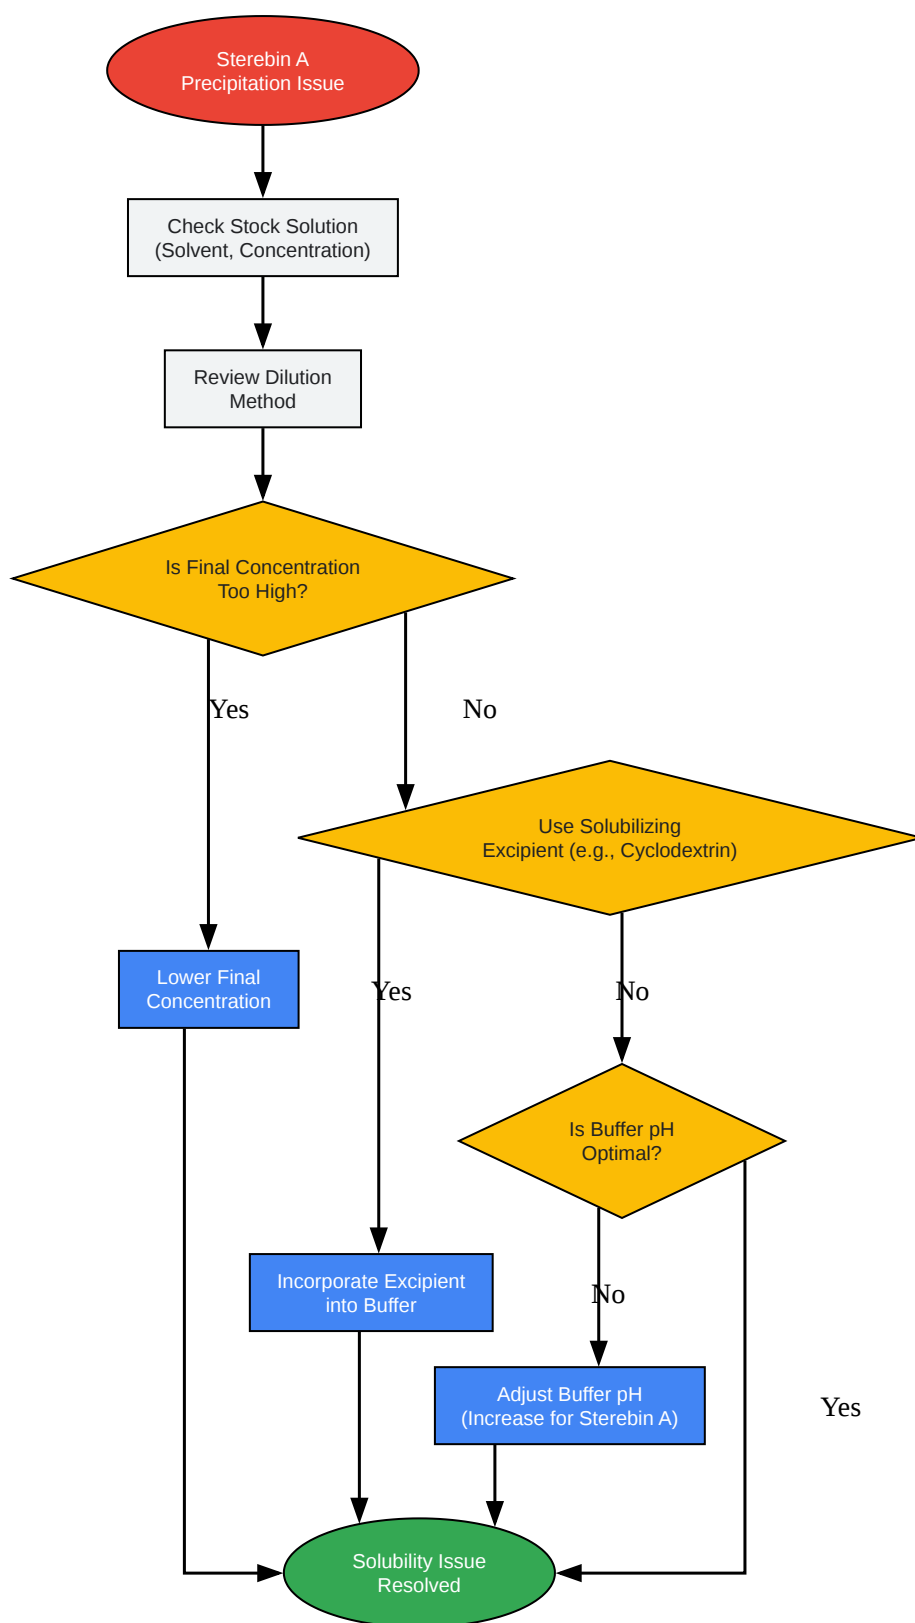 Sterebin A
Precipitation Issue
Check Stock Solution
(Solvent, Concentration)
Review Dilution
Method
Is Final Concentration
Too High?
Yes
No
Use Solubilizing
Excipient (e.g., Cyclodextrin)
Lower Final
Concentration
Yes
No
Is Buffer pH
Optimal?
Incorporate Excipient
into Buffer
No
Adjust Buffer pH
(Increase for Sterebin A)
Yes
Solubility Issue
Resolved